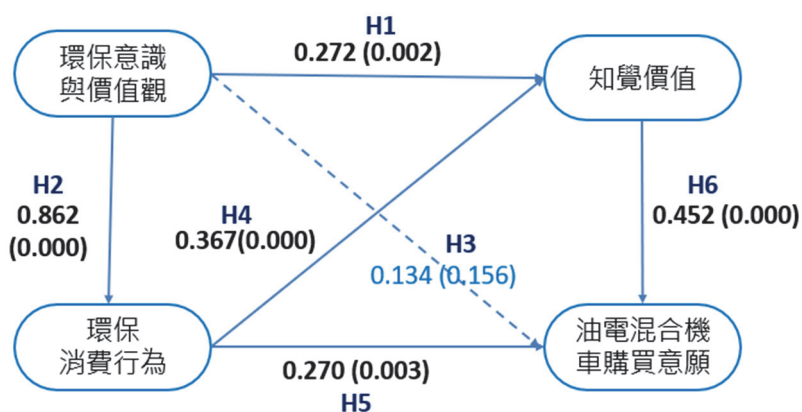 H1
0.272 (0.002)
環保意識
與價值觀
知覺價值
H2
0.862
(0.000)
H4
0.367(0.000)
H3
0.134 (0.156)
H6
0.452 (0.000)
環保
消費行為
油電混合機
車購買意願
0.270 (0.003)
H5